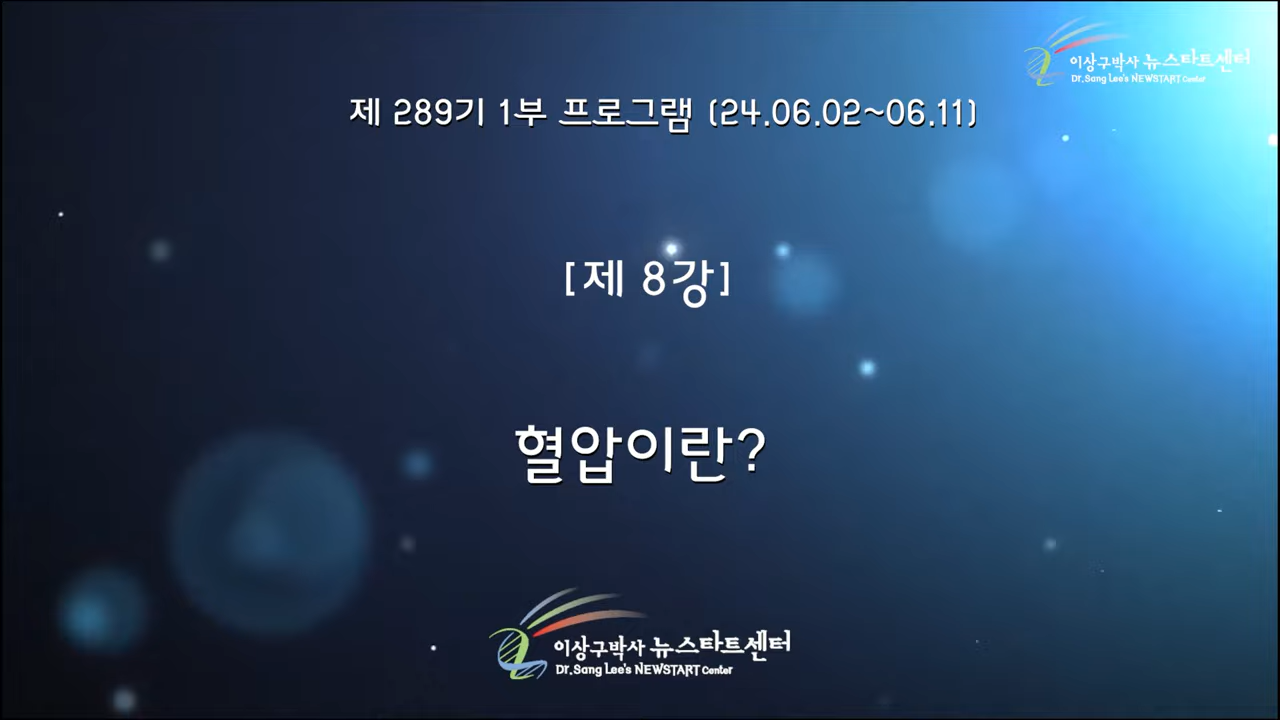 이상구박사 뉴스타트센터
Dr.Sang Lee's NEWSTART Center
제 289기 1부 프로그램 (24.06.02~06.11)
[제 8강]
혈압이란?
이상구박사 뉴스타트센터
Dr.Sang Lee's NEWSTART Center